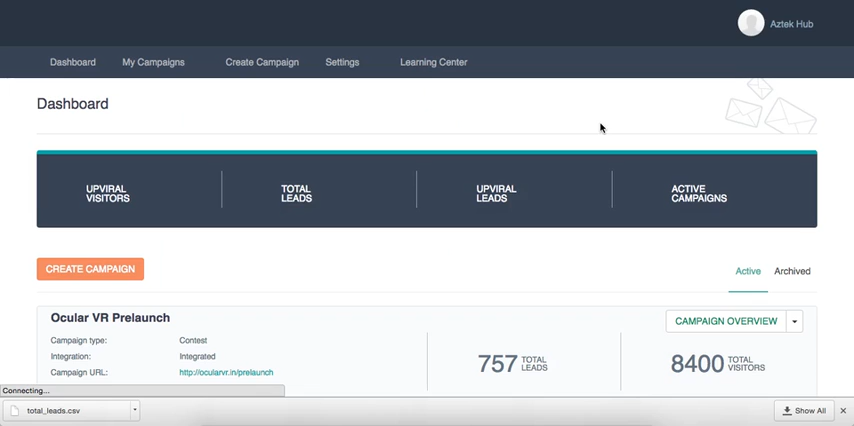 Aztek Hub
Dashboard My Campaigns Create Campaign Settings Learning Center
Dashboard
UPVIRAL VISITORS
TOTAL LEADS
UPVIRAL LEADS
ACTIVE CAMPAIGNS
CREATE CAMPAIGN
Active Archived
Ocular VR Prelaunch
CAMPAIGN OVERVIEW
Campaign type: Contest
Integration: Integrated
Campaign URL: http://ocularvr.in/prelaunch
757 TOTAL LEADS
8400 TOTAL VISITORS
Connecting...
total_leads.csv
Show All